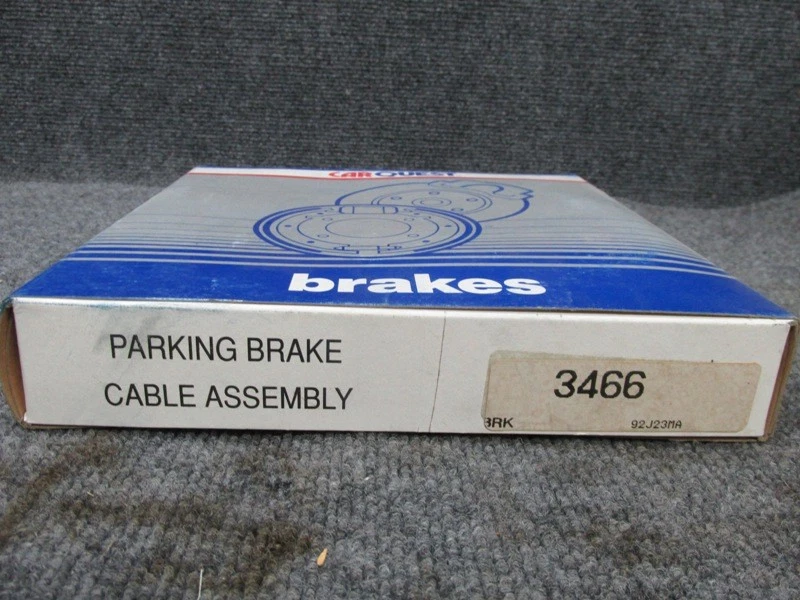 CARQUEST
brakes
PARKING BRAKE
CABLE ASSEMBLY
3466
BRK 92J23MA